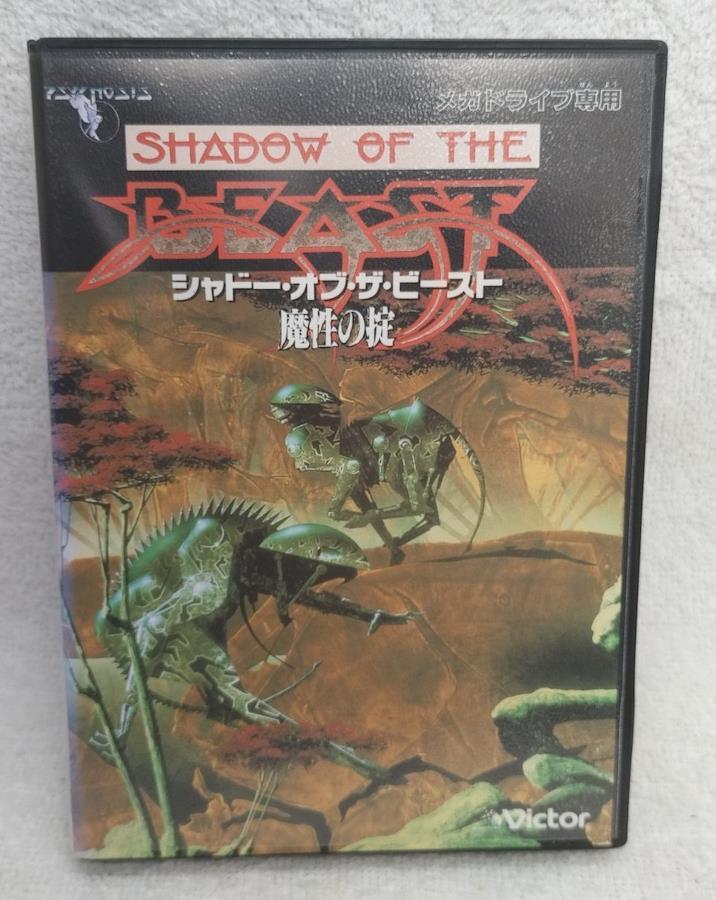 PSYGNOSIS
メガドライブ専用
SHADOW OF THE
BEAST
シャドー・オブ・ザ・ビースト
魔性の掟
Victor